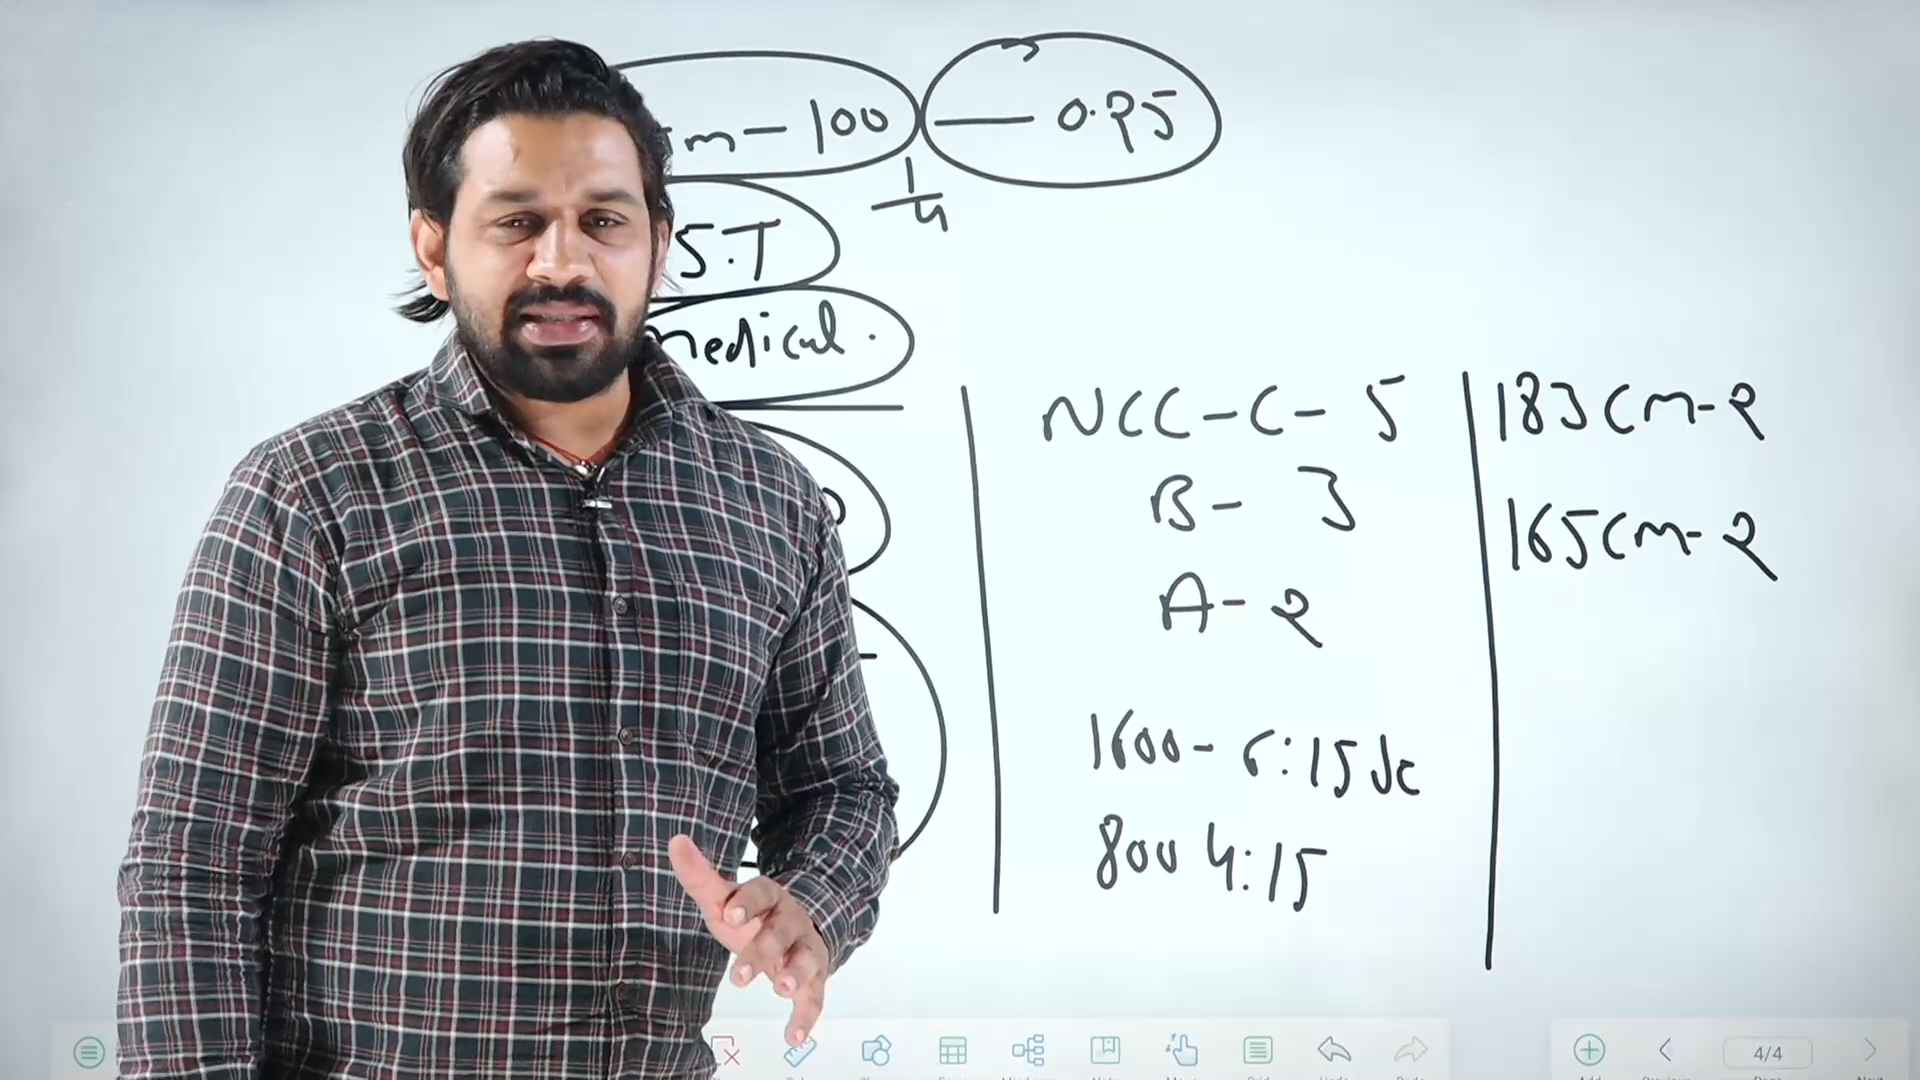 m - 100 — 0.25
1/4
S.T
medical.
NCC - C - 5
B - 3
A - 2
1600 - 6:15 Sc
800 4:15
183 Cm - 2
165 Cm - 2
4/4